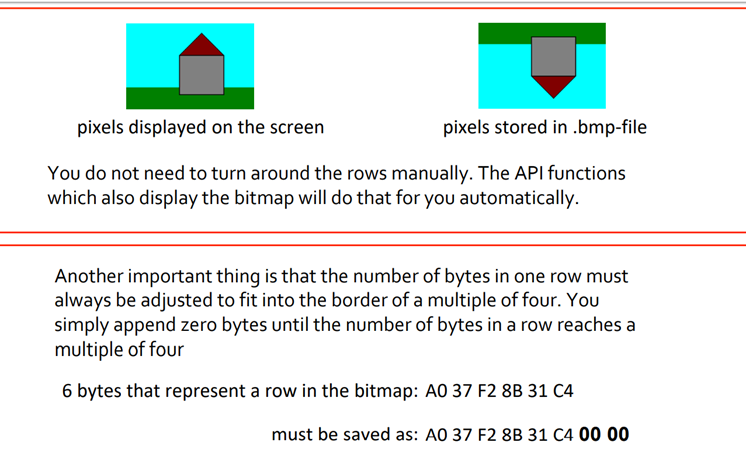 pixels displayed on the screen
pixels stored in .bmp-file
You do not need to turn around the rows manually. The API functions
which also display the bitmap will do that for you automatically.
Another important thing is that the number of bytes in one row must
always be adjusted to fit into the border of a multiple of four. You
simply append zero bytes until the number of bytes in a row reaches a
multiple of four
6 bytes that represent a row in the bitmap: A0 37 F2 8B 31 C4
must be saved as: A0 37 F2 8B 31 C4 00 00